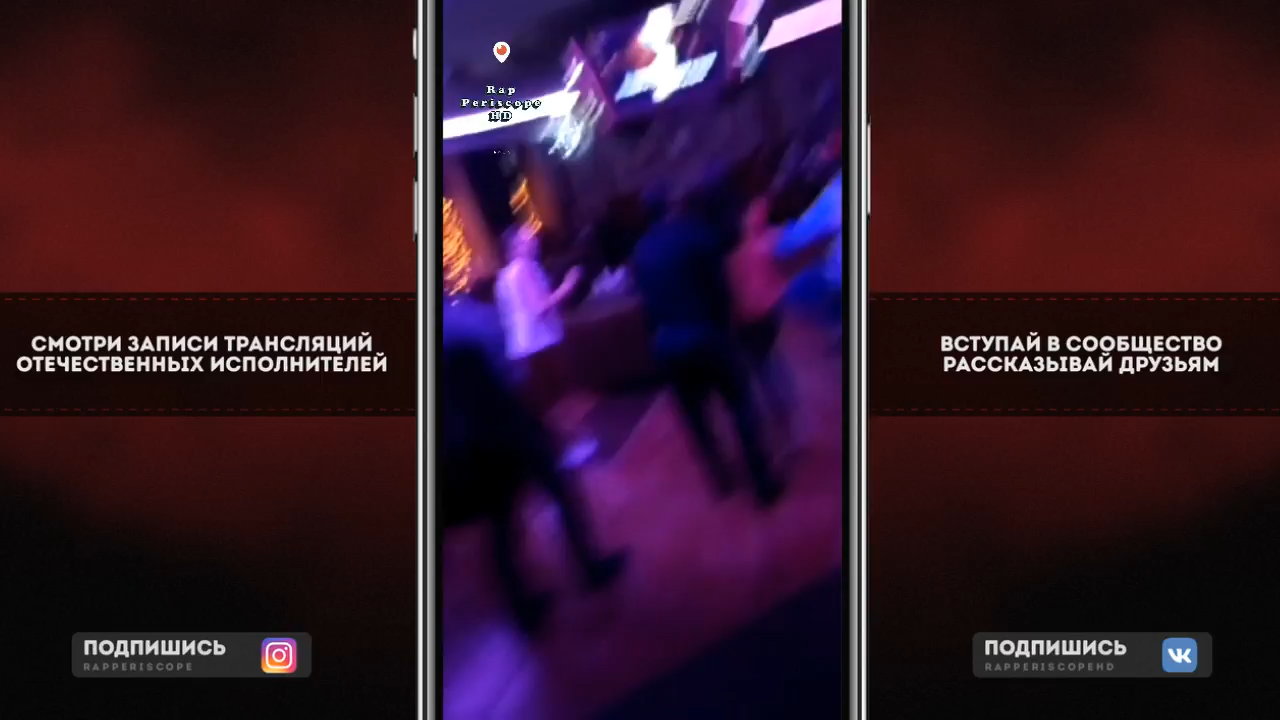 Rap
Periscope
HD
СМОТРИ ЗАПИСИ ТРАНСЛЯЦИЙ
ОТЕЧЕСТВЕННЫХ ИСПОЛНИТЕЛЕЙ
ВСТУПАЙ В СООБЩЕСТВО
РАССКАЗЫВАЙ ДРУЗЬЯМ
ПОДПИШИСЬ
RAPPERISCOPE
ПОДПИШИСЬ
RAPPERISCOPEHD